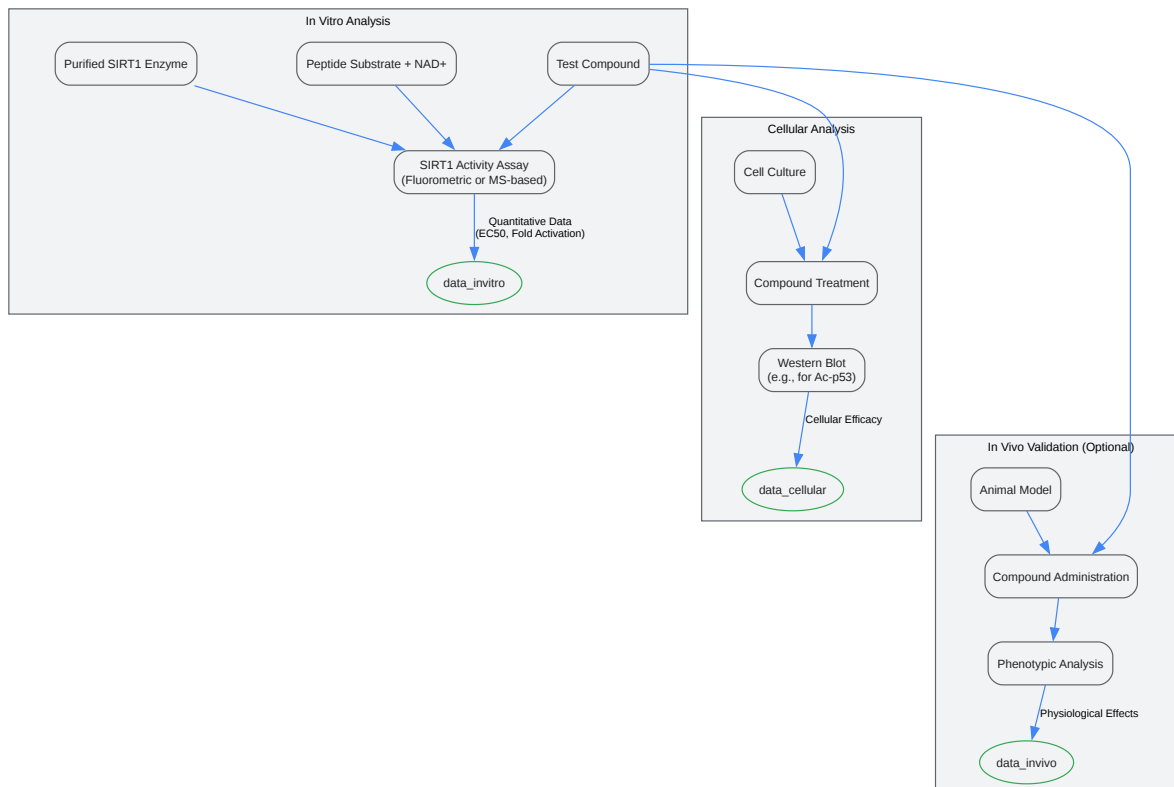 In Vitro Analysis
Purified SIRT1 Enzyme
Peptide Substrate + NAD+
Test Compound
SIRT1 Activity Assay
(Fluorometric or MS-based)
Quantitative Data
(EC50, Fold Activation)
data_invitro
Cellular Analysis
Cell Culture
Compound Treatment
Western Blot
(e.g., for Ac-p53)
Cellular Efficacy
data_cellular
In Vivo Validation (Optional)
Animal Model
Compound Administration
Phenotypic Analysis
Physiological Effects
data_invivo